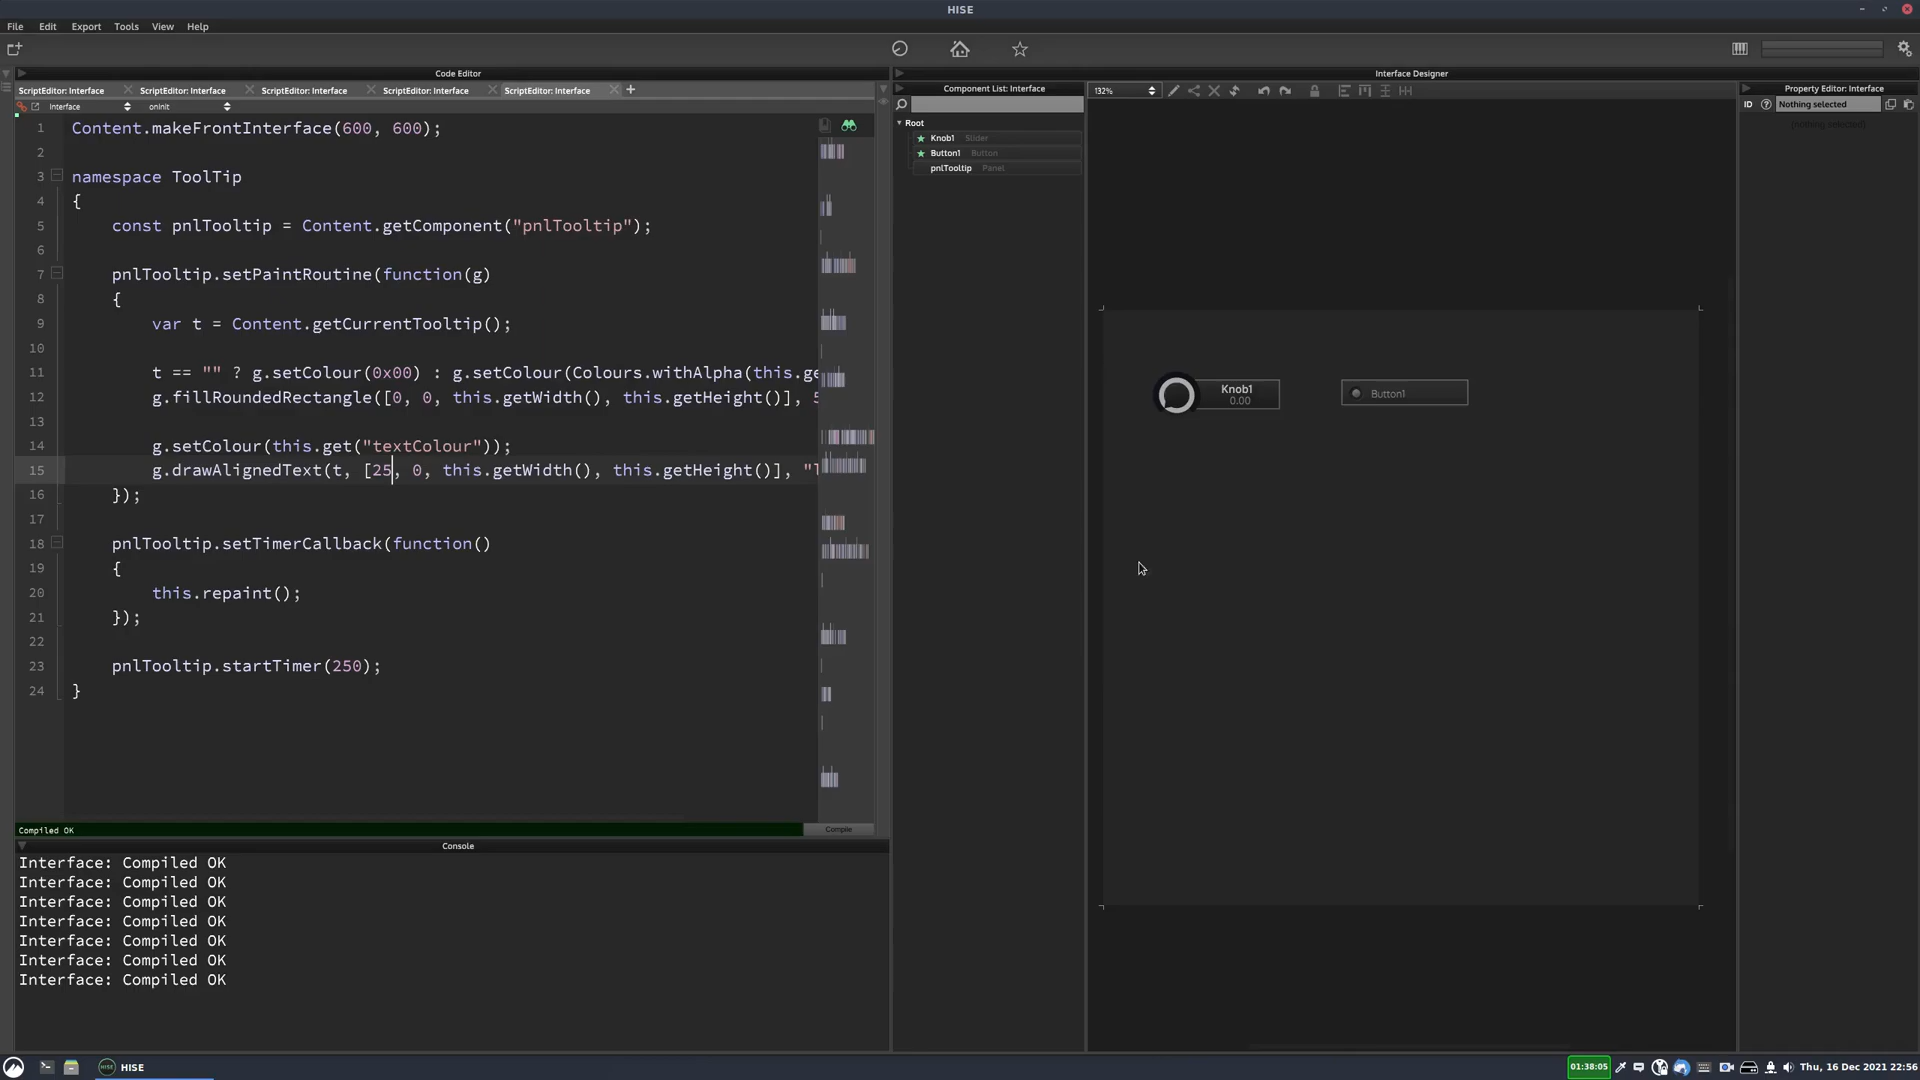 HISE
File Edit Export Tools View Help
Code Editor
Interface Designer
ScriptEditor: Interface ScriptEditor: Interface ScriptEditor: Interface ScriptEditor: Interface ScriptEditor: Interface
Component List: Interface
132%
Property Editor: Interface
Interface onInit
ID Nothing selected
(nothing selected)
Root
Knob1 Slider
Button1 Button
pnlTooltip Panel
1 Content.makeFrontInterface(600, 600);
2
3 namespace ToolTip
4 {
5 const pnlTooltip = Content.getComponent("pnlTooltip");
6
7 pnlTooltip.setPaintRoutine(function(g)
8 {
9 var t = Content.getCurrentTooltip();
10
11 t == "" ? g.setColour(0x00) : g.setColour(Colours.withAlpha(this.ge
12 g.fillRoundedRectangle([0, 0, this.getWidth(), this.getHeight()], 5
13
14 g.setColour(this.get("textColour"));
15 g.drawAlignedText(t, [25, 0, this.getWidth(), this.getHeight()], "l
16 });
17
18 pnlTooltip.setTimerCallback(function()
19 {
20 this.repaint();
21 });
22
23 pnlTooltip.startTimer(250);
24 }
Knob1
0.00
Button1
Compiled OK
Compile
Console
Interface: Compiled OK
Interface: Compiled OK
Interface: Compiled OK
Interface: Compiled OK
Interface: Compiled OK
Interface: Compiled OK
Interface: Compiled OK
HISE
01:38:05
Thu, 16 Dec 2021 22:56